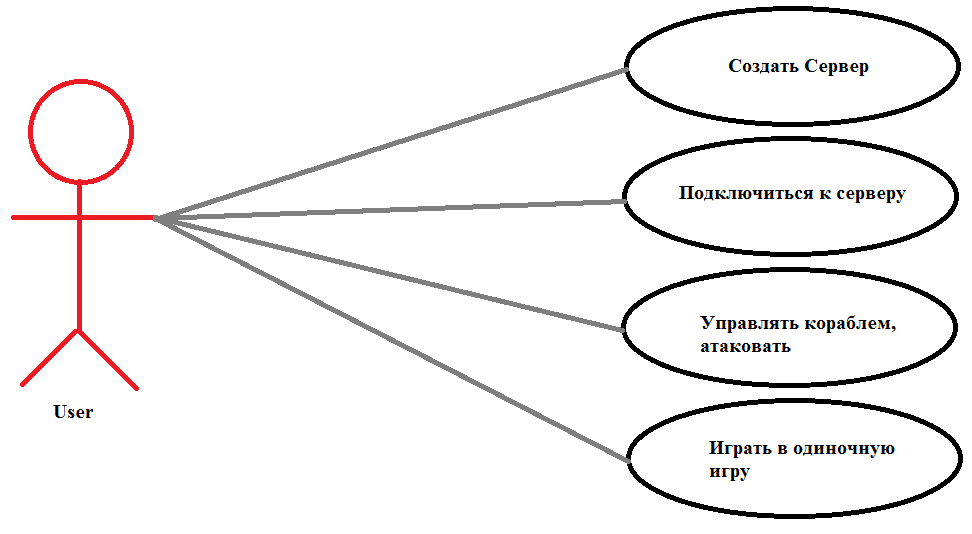 Создать Сервер
Подключиться к серверу
Управлять кораблем,
атаковать
Играть в одиночную
игру
User